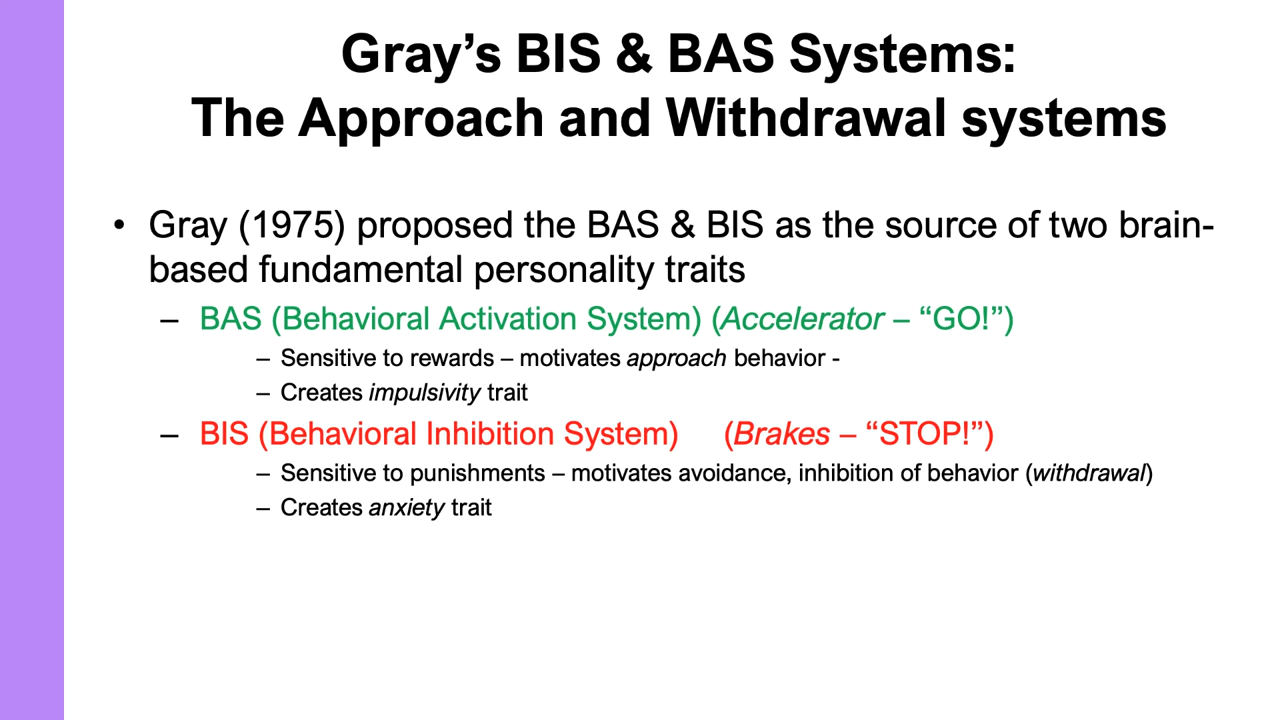 Gray’s BIS & BAS Systems:
The Approach and Withdrawal systems
• Gray (1975) proposed the BAS & BIS as the source of two brain-
based fundamental personality traits
– BAS (Behavioral Activation System) (Accelerator – “GO!”)
– Sensitive to rewards – motivates approach behavior -
– Creates impulsivity trait
– BIS (Behavioral Inhibition System) (Brakes – “STOP!”)
– Sensitive to punishments – motivates avoidance, inhibition of behavior (withdrawal)
– Creates anxiety trait